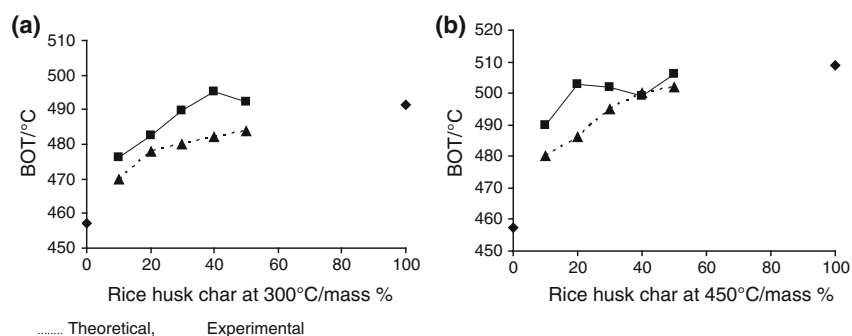 (a)
510
500
490
480
470
460
450
BOT/°C
0 20 40 60 80 100
Rice husk char at 300°C/mass %
(b)
520
510
500
490
480
470
460
450
BOT/°C
0 20 40 60 80 100
Rice husk char at 450°C/mass %
........ Theoretical, Experimental